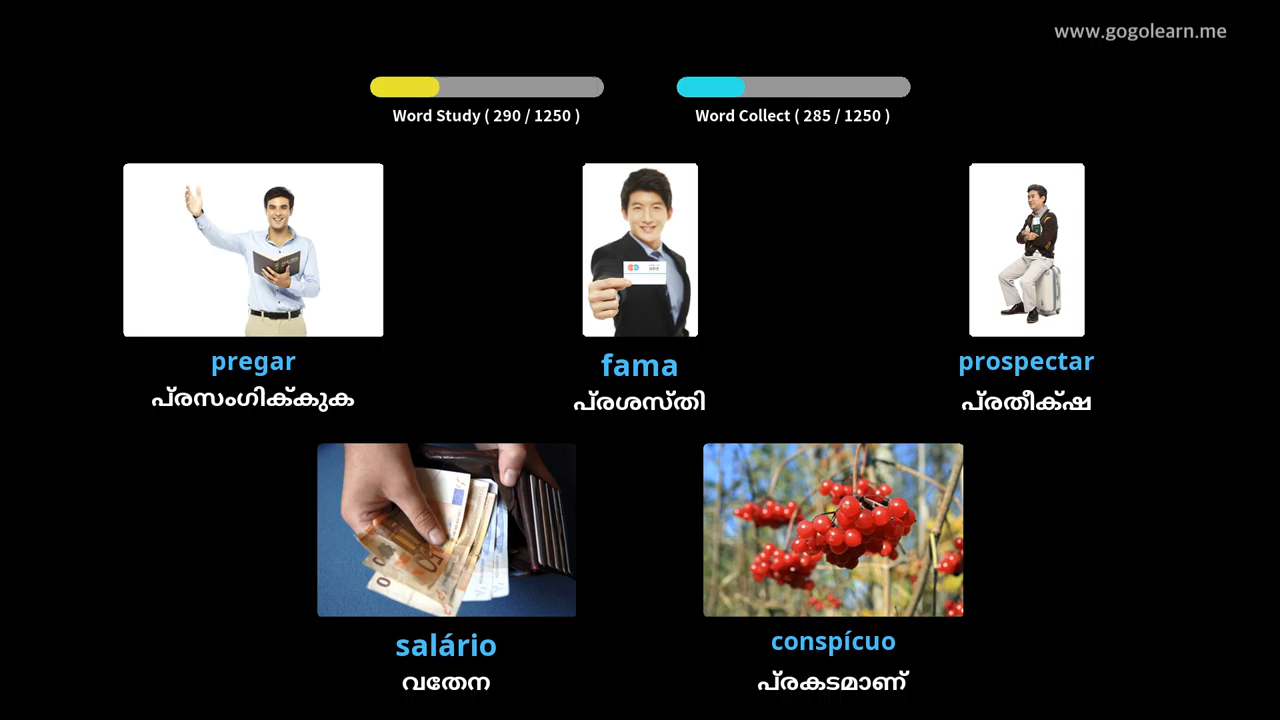 www.gogolearn.me
Word Study ( 290 / 1250 )
Word Collect ( 285 / 1250 )
pregar
fama
prospectar
പ്രസംഗിക്കുക
പ്രശസ്തി
പ്രതീക്ഷ
salário
conspícuo
വതേന
പ്രകടമാണ്